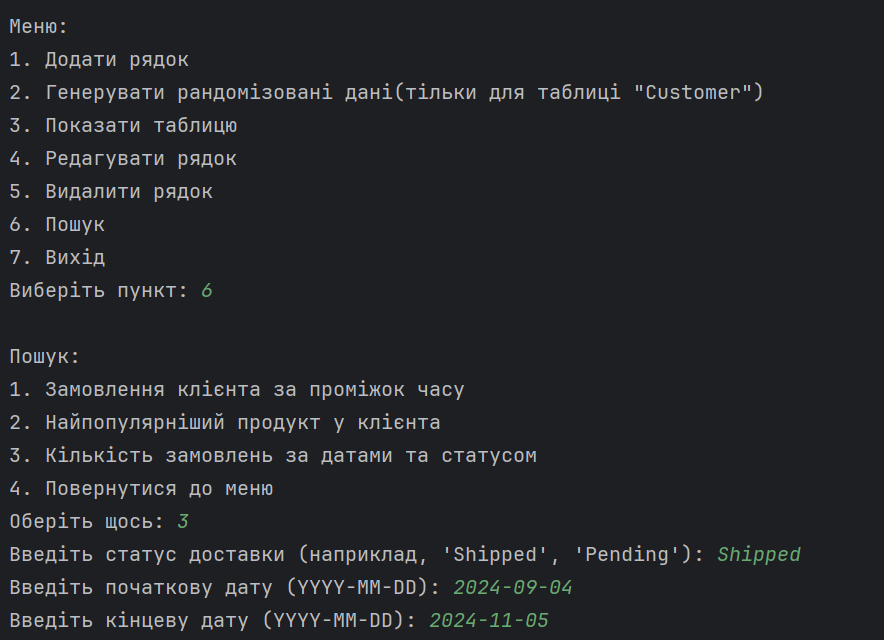 Меню:
1. Додати рядок
2. Генерувати рандомізовані дані(тільки для таблиці "Customer")
3. Показати таблицю
4. Редагувати рядок
5. Видалити рядок
6. Пошук
7. Вихід
Виберіть пункт: 6
Пошук:
1. Замовлення клієнта за проміжок часу
2. Найпопулярніший продукт у клієнта
3. Кількість замовлень за датами та статусом
4. Повернутися до меню
Оберіть щось: 3
Введіть статус доставки (наприклад, 'Shipped', 'Pending'): Shipped
Введіть початкову дату (YYYY-MM-DD): 2024-09-04
Введіть кінцеву дату (YYYY-MM-DD): 2024-11-05